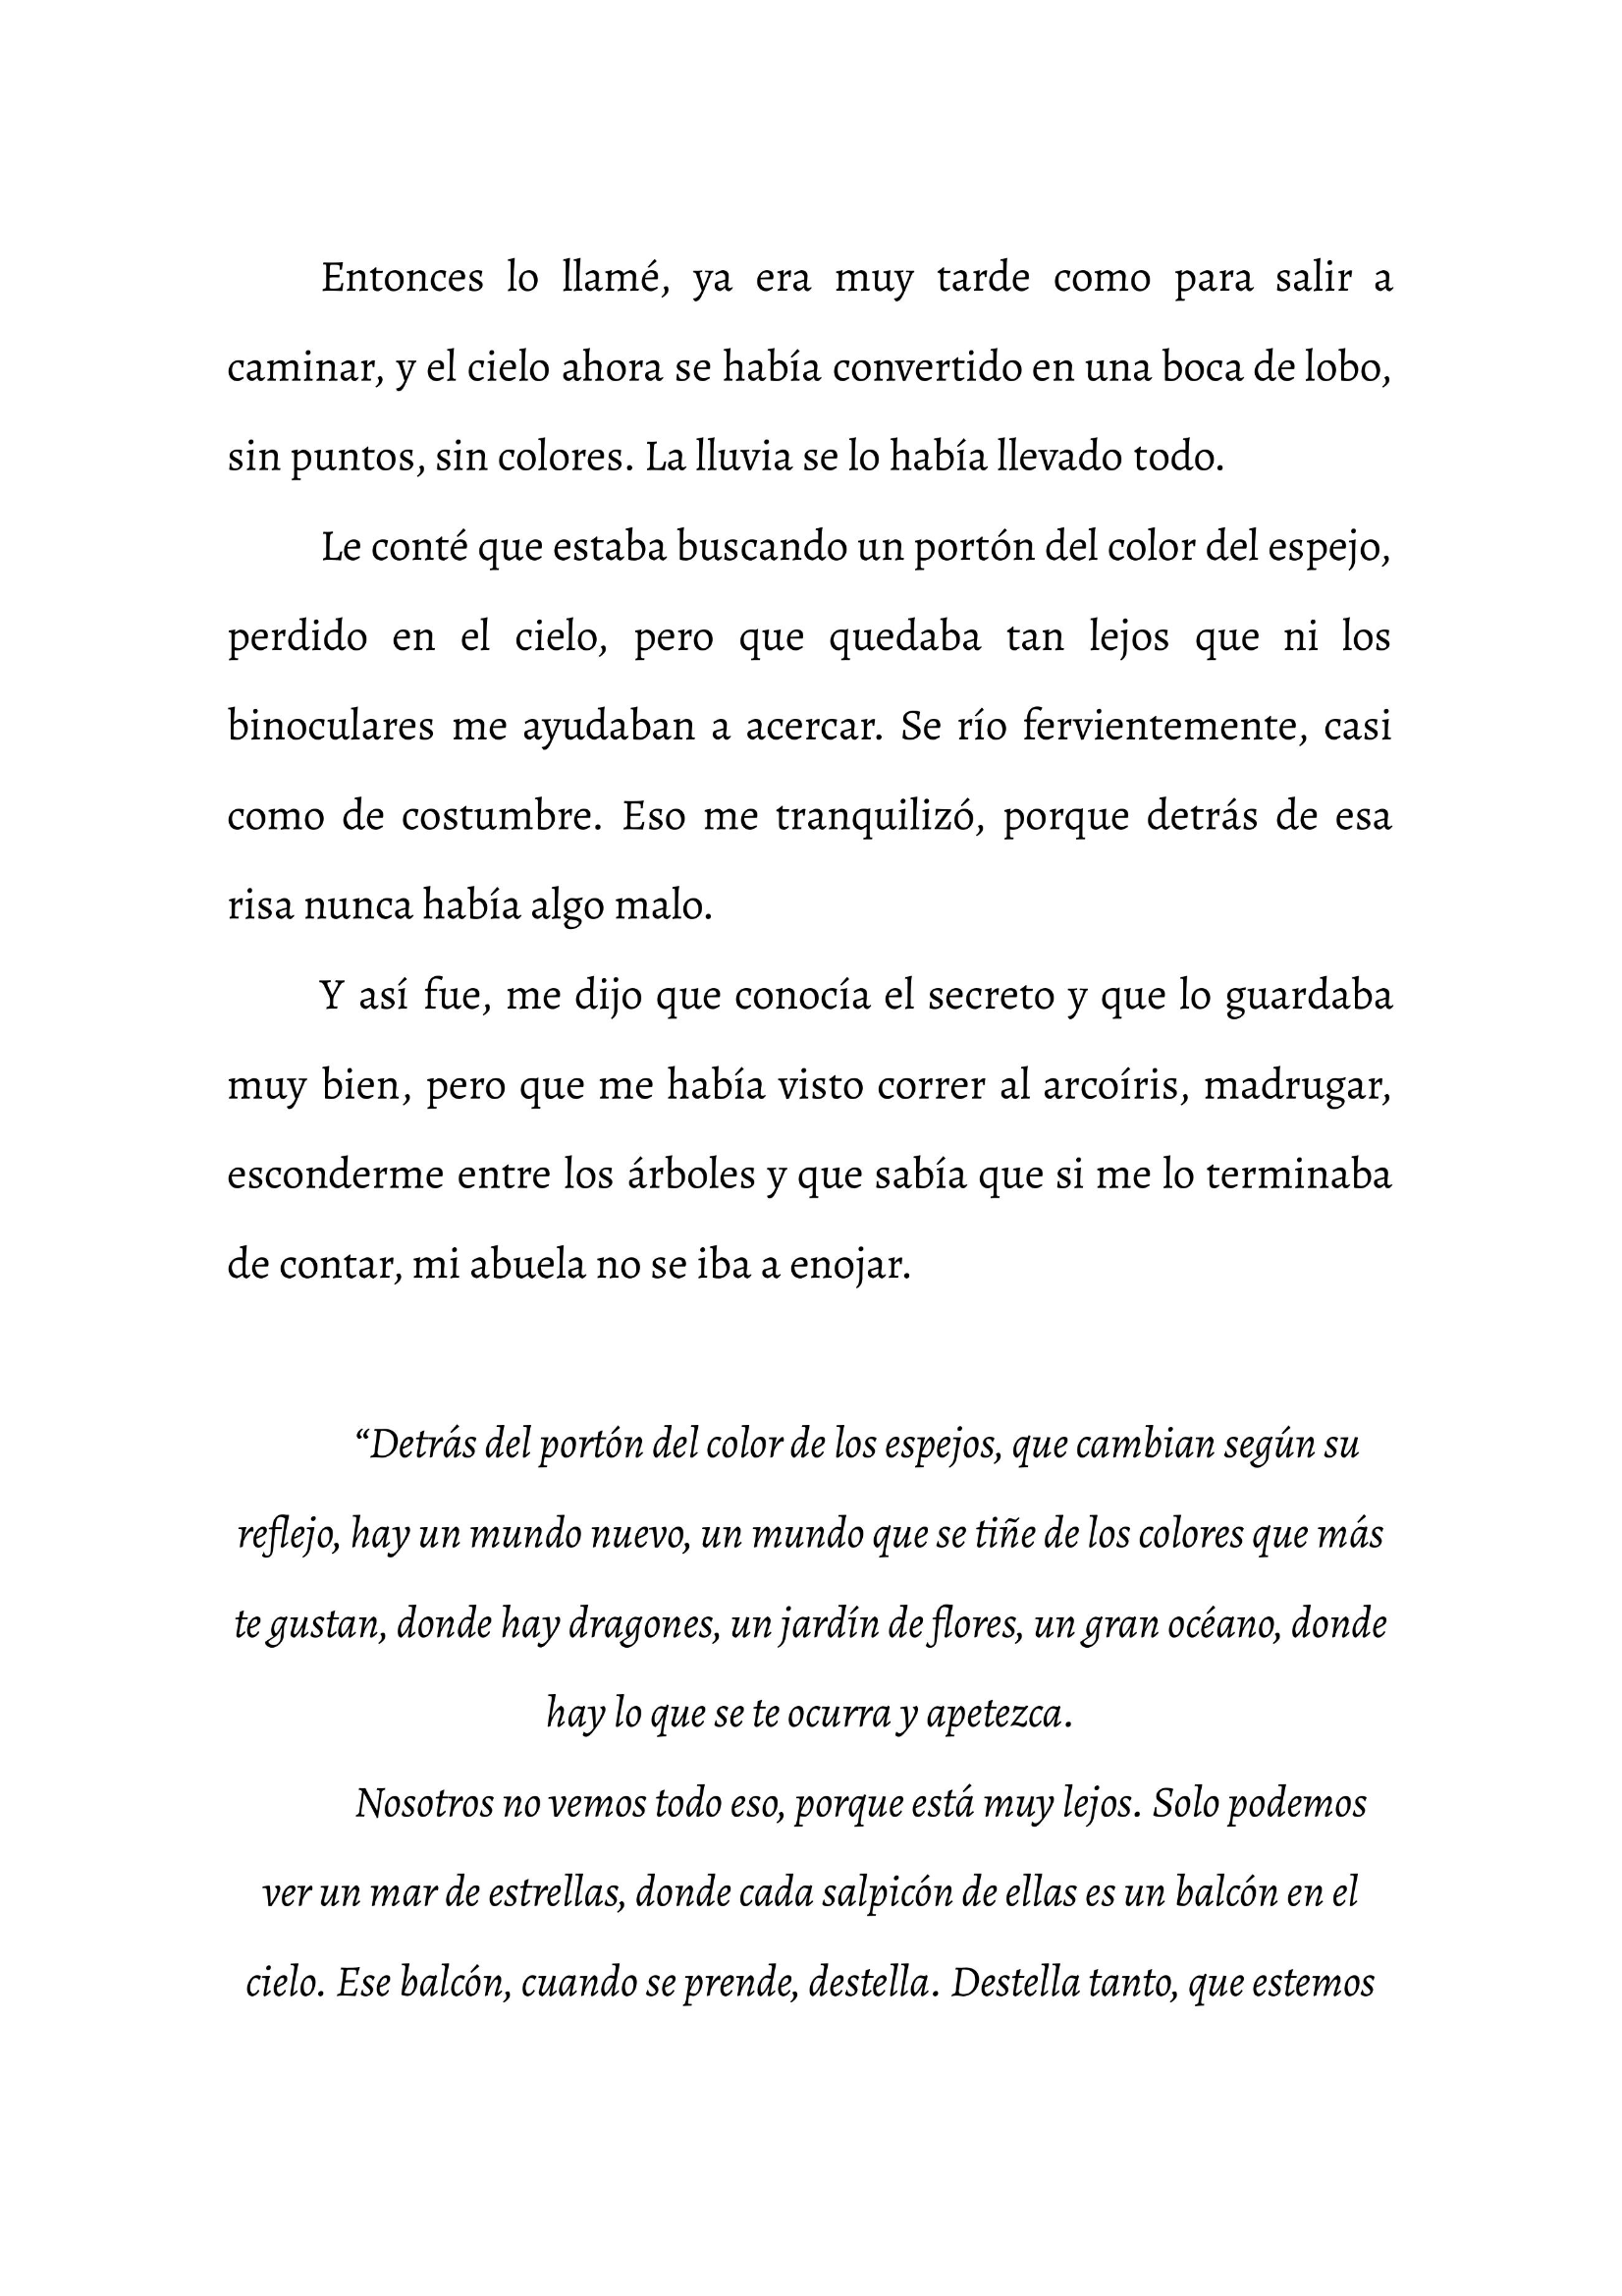 Entonces lo llamé, ya era muy tarde como para salir a
caminar, y el cielo ahora se había convertido en una boca de lobo,
sin puntos, sin colores. La lluvia se lo había llevado todo.
Le conté que estaba buscando un portón del color del espejo,
perdido en el cielo, pero que quedaba tan lejos que ni los
binoculares me ayudaban a acercar. Se río fervientemente, casi
como de costumbre. Eso me tranquilizó, porque detrás de esa
risa nunca había algo malo.
Y así fue, me dijo que conocía el secreto y que lo guardaba
muy bien, pero que me había visto correr al arcoíris, madrugar,
esconderme entre los árboles y que sabía que si me lo terminaba
de contar, mi abuela no se iba a enojar.
“Detrás del portón del color de los espejos, que cambian según su
reflejo, hay un mundo nuevo, un mundo que se tiñe de los colores que más
te gustan, donde hay dragones, un jardín de flores, un gran océano, donde
hay lo que se te ocurra y apetezca.
Nosotros no vemos todo eso, porque está muy lejos. Solo podemos
ver un mar de estrellas, donde cada salpicón de ellas es un balcón en el
cielo. Ese balcón, cuando se prende, destella. Destella tanto, que estemos